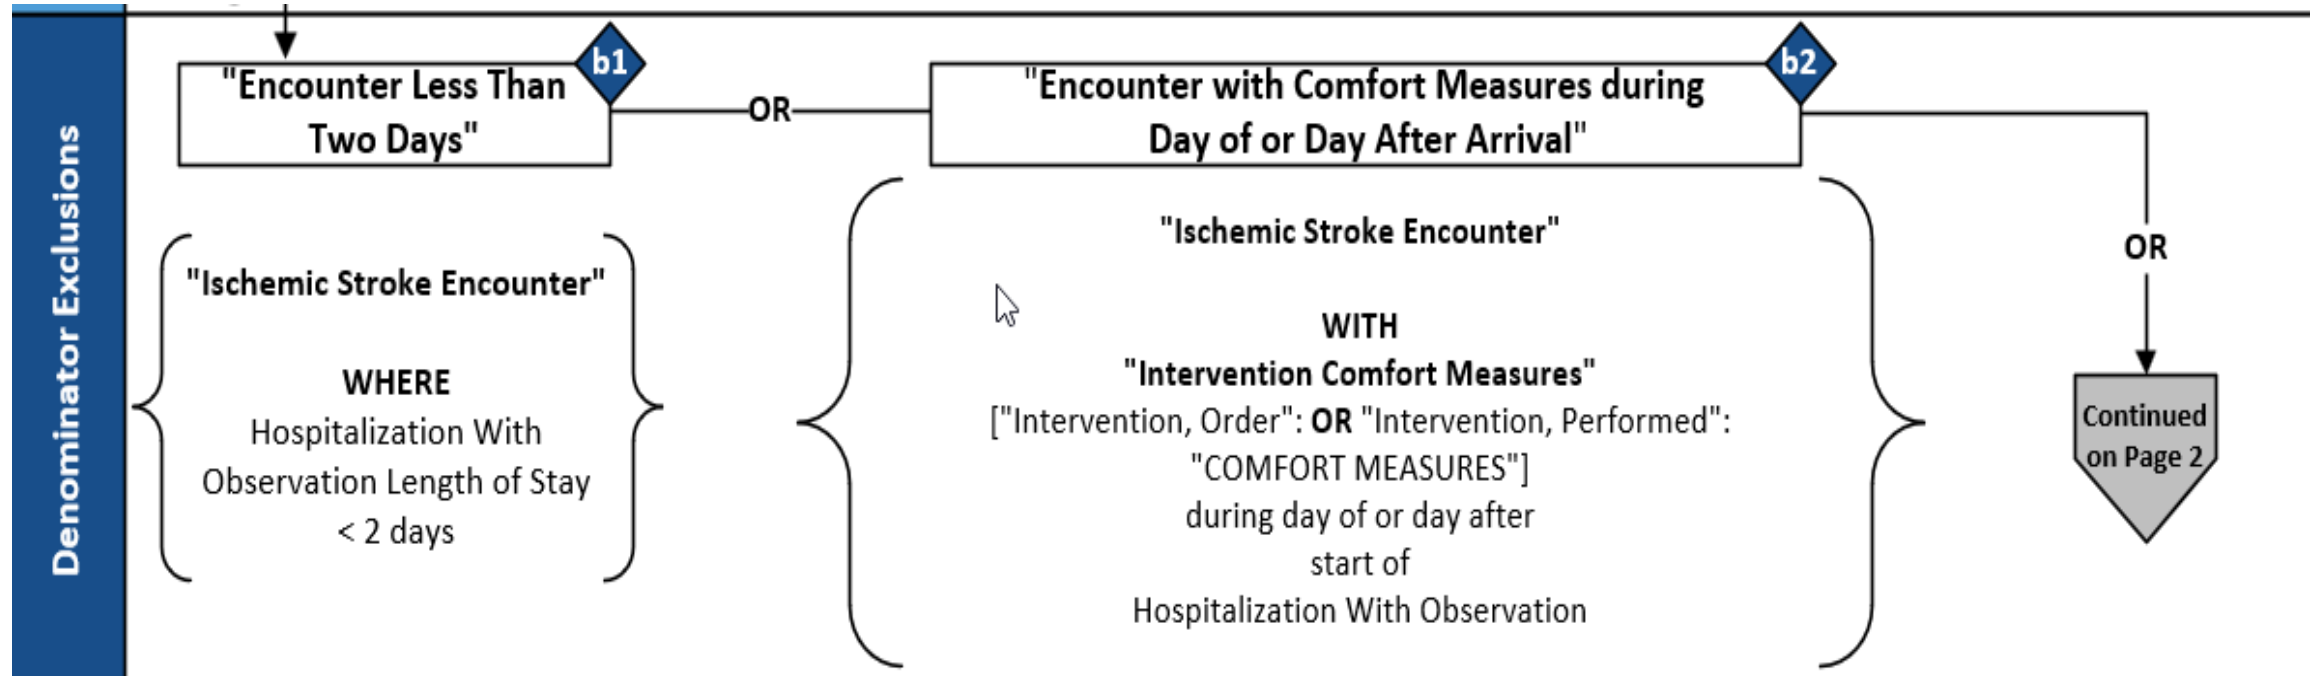 Denominator Exclusions
"Encounter Less Than
Two Days"
b1
OR
"Encounter with Comfort Measures during
Day of or Day After Arrival"
b2
OR
"Ischemic Stroke Encounter"
WHERE
Hospitalization With
Observation Length of Stay
< 2 days
"Ischemic Stroke Encounter"
WITH
"Intervention Comfort Measures"
["Intervention, Order": OR "Intervention, Performed":
"COMFORT MEASURES"]
during day of or day after
start of
Hospitalization With Observation
Continued
on Page 2